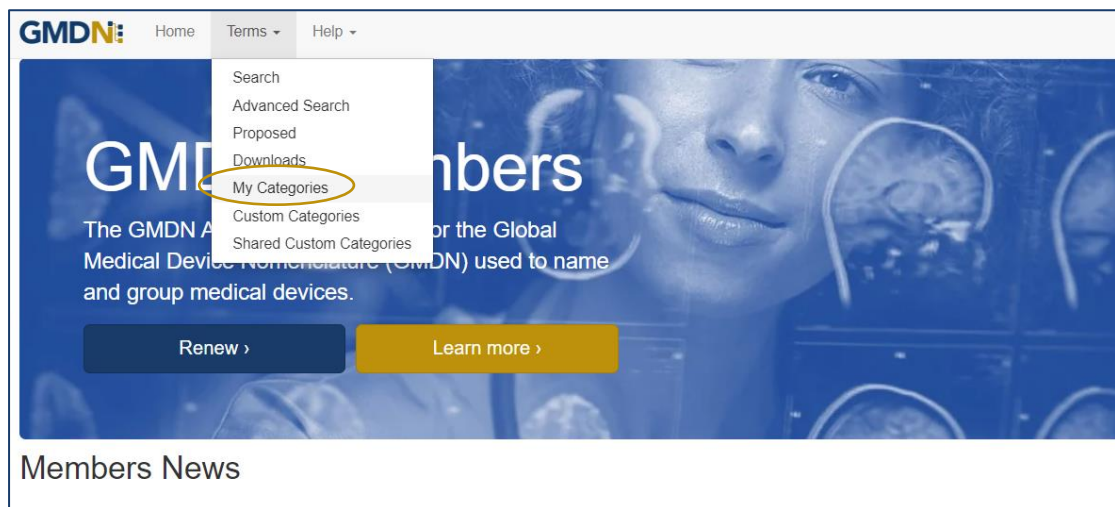 GMDN
Home
Terms
Help
Search
Advanced Search
Proposed
Downloads
My Categories
Custom Categories
Shared Custom Categories
GMD mbers
The GMDN A or the Global
Medical Device Nomenclature (GMDN) used to name
and group medical devices.
Renew ›
Learn more ›
Members News